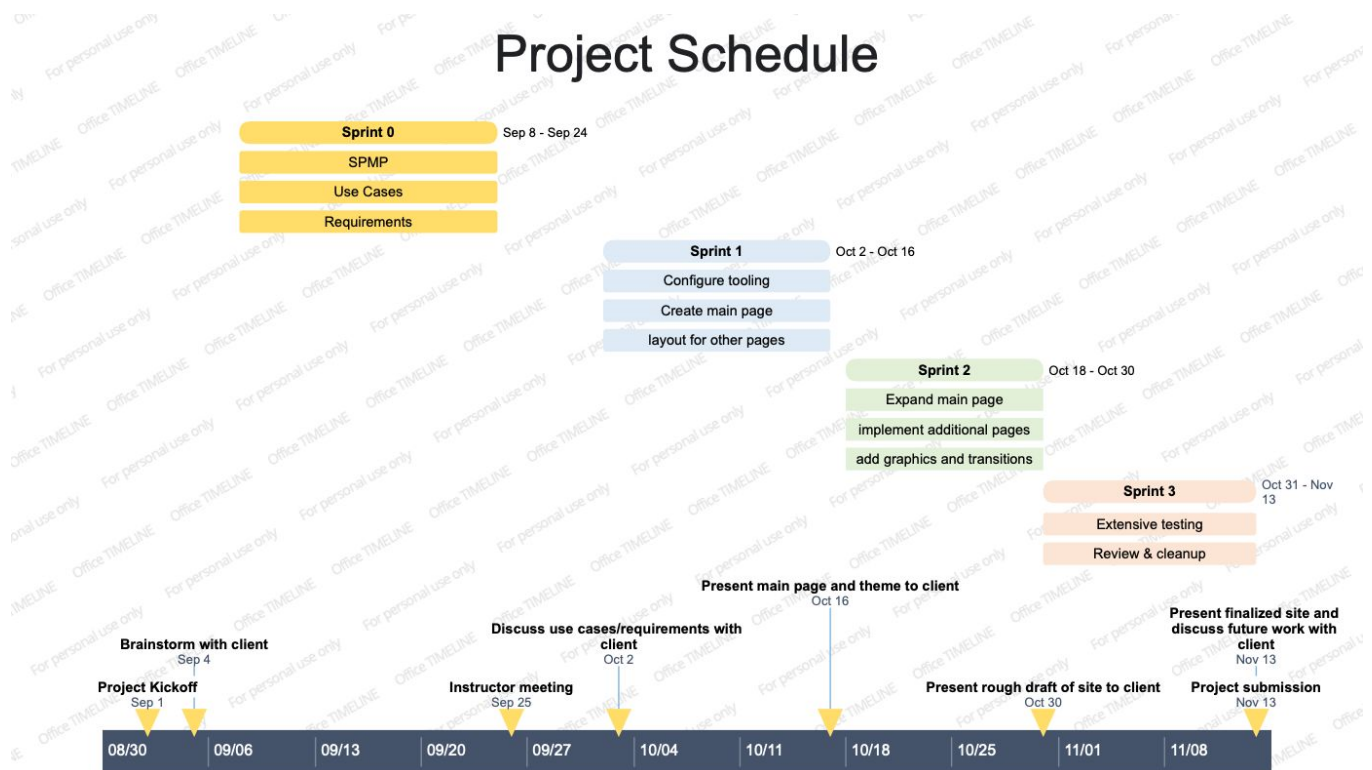 Project Schedule
Sprint 0
Sep 8 - Sep 24
SPMP
Use Cases
Requirements
Sprint 1
Oct 2 - Oct 16
Configure tooling
Create main page
layout for other pages
Sprint 2
Oct 18 - Oct 30
Expand main page
implement additional pages
add graphics and transitions
Sprint 3
Oct 31 - Nov
13
Extensive testing
Review & cleanup
Present main page and theme to client
Oct 16
Present finalized site and
discuss future work with
client
Nov 13
Discuss use cases/requirements with
client
Oct 2
Brainstorm with client
Sep 4
Project Kickoff
Sep 1
Instructor meeting
Sep 25
Present rough draft of site to client
Oct 30
Project submission
Nov 13
08/30 09/06 09/13 09/20 09/27 10/04 10/11 10/18 10/25 11/01 11/08
Office TIMELINE For personal use only